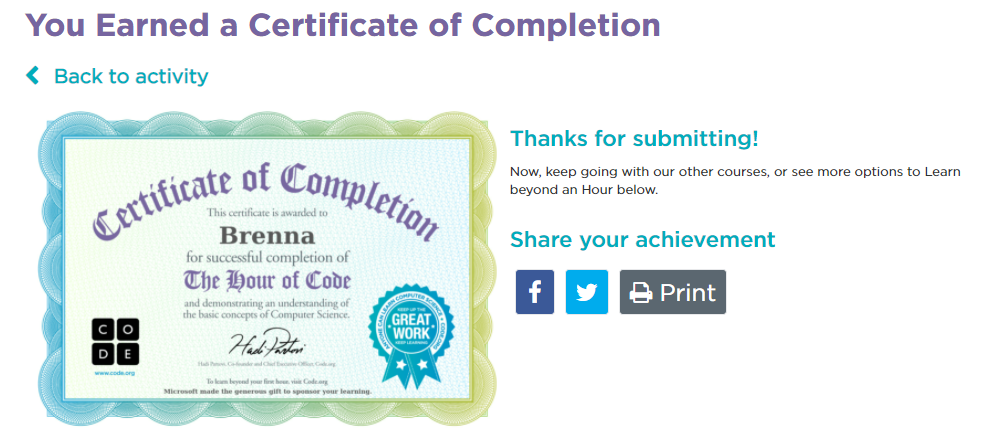 You Earned a Certificate of Completion
Back to activity
Certificate of Completion
This certificate is awarded to
Brenna
for successful completion of
The Hour of Code
and demonstrating an understanding of
the basic concepts of Computer Science.
Hadi Partovi
Hadi Partovi, Co-founder and Chief Executive Officer, Code.org
To learn beyond your first hour, visit Code.org
Microsoft made the generous gift to sponsor your learning.
C O
D E
www.code.org
ANYONE CAN LEARN COMPUTER SCIENCE • CODE.ORG •
KEEP UP THE
GREAT
WORK
KEEP LEARNING
Thanks for submitting!
Now, keep going with our other courses, or see more options to Learn
beyond an Hour below.
Share your achievement
f
Print